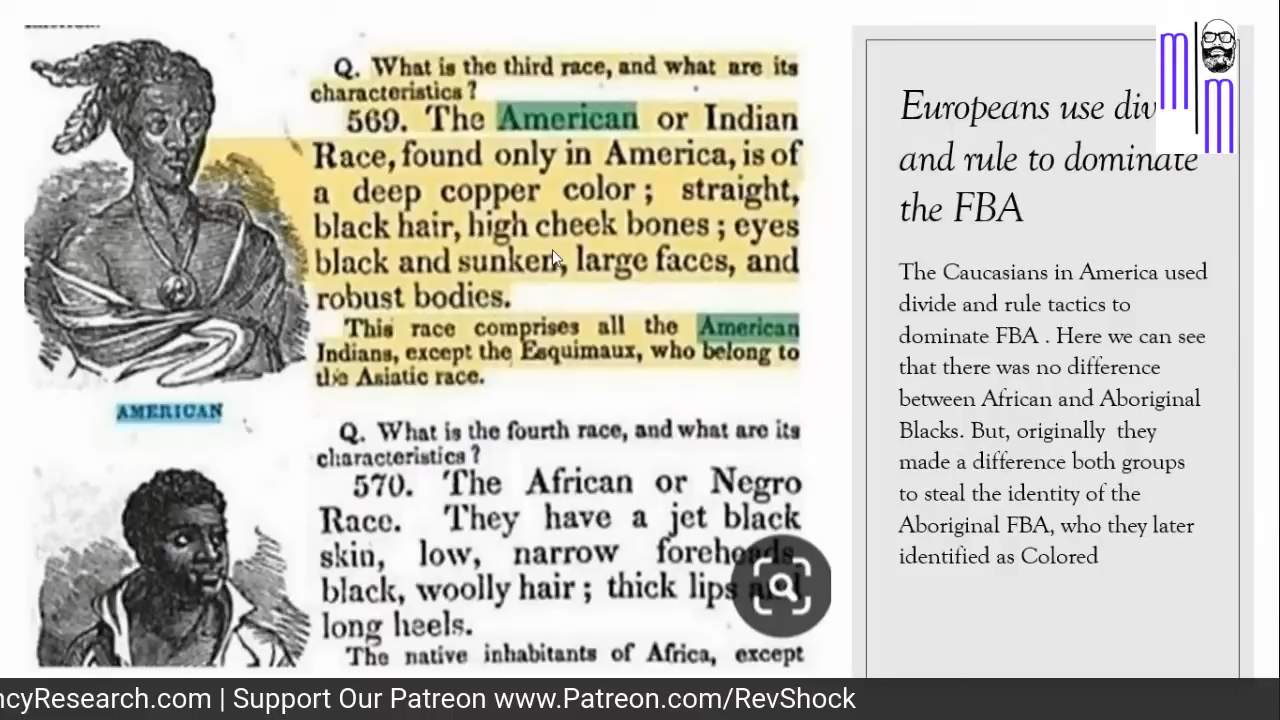 Q. What is the third race, and what are its
characteristics?
569. The American or Indian
Race, found only in America, is of
a deep copper color; straight,
black hair, high cheek bones; eyes
black and sunken, large faces, and
robust bodies.
This race comprises all the American
Indians, except the Esquimaux, who belong to
the Asiatic race.
AMERICAN
Q. What is the fourth race, and what are its
characteristics?
570. The African or Negro
Race. They have a jet black
skin, low, narrow foreheads,
black, woolly hair; thick lips and
long heels.
The native inhabitants of Africa, except
Europeans use div
and rule to dominate
the FBA
The Caucasians in America used
divide and rule tactics to
dominate FBA . Here we can see
that there was no difference
between African and Aboriginal
Blacks. But, originally they
made a difference both groups
to steal the identity of the
Aboriginal FBA, who they later
identified as Colored
m m
ncyResearch.com | Support Our Patreon www.Patreon.com/RevShock